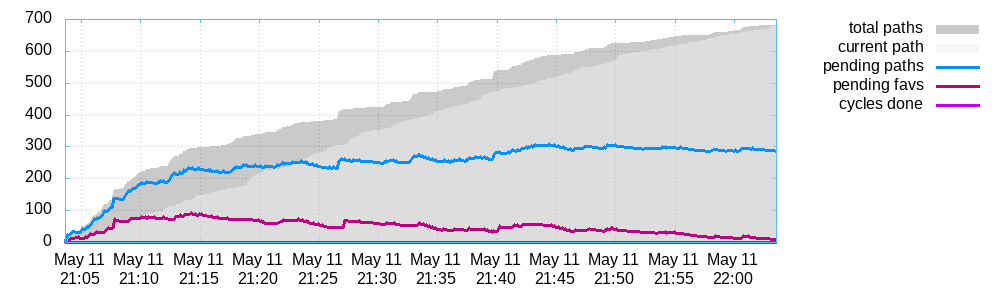 700
600
500
400
300
200
100
0
May 11 May 11 May 11 May 11 May 11 May 11 May 11 May 11 May 11 May 11 May 11 May 11
21:05 21:10 21:15 21:20 21:25 21:30 21:35 21:40 21:45 21:50 21:55 22:00
total paths
current path
pending paths
pending favs
cycles done